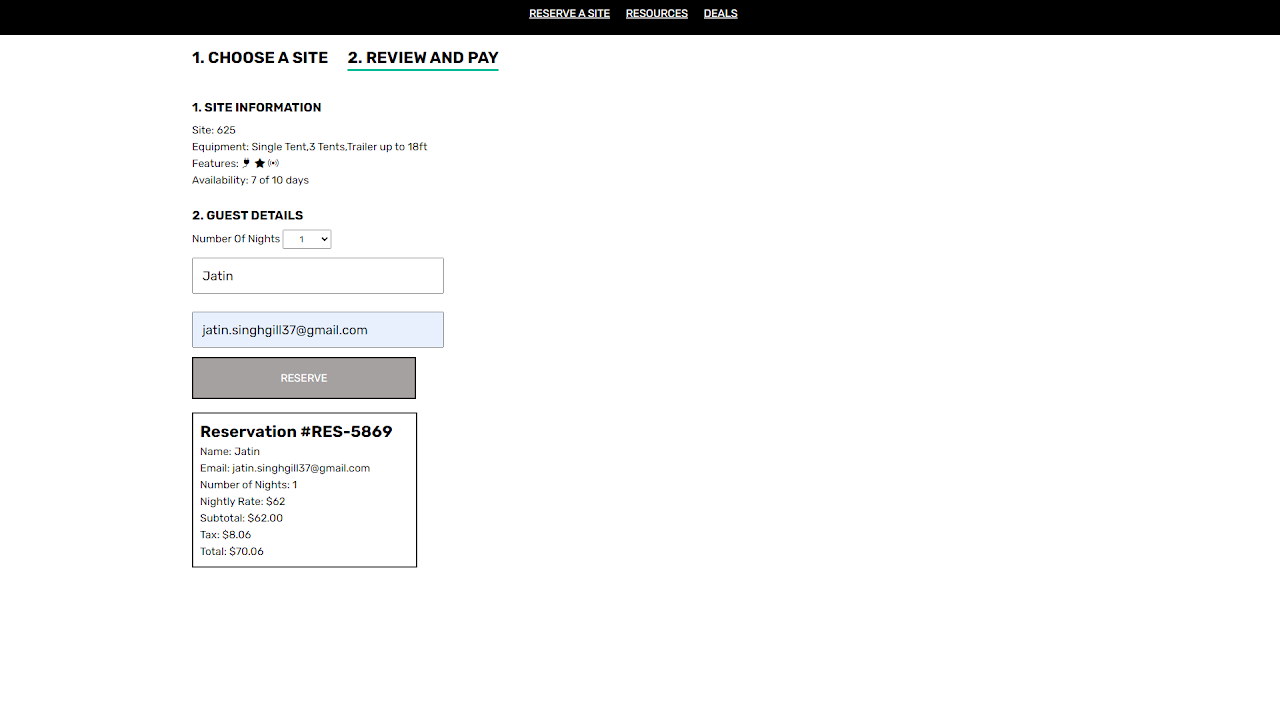 RESERVE A SITE RESOURCES DEALS
1. CHOOSE A SITE 2. REVIEW AND PAY
1. SITE INFORMATION
Site: 625
Equipment: Single Tent,3 Tents,Trailer up to 18ft
Features:
Availability: 7 of 10 days
2. GUEST DETAILS
Number Of Nights 1
Jatin
jatin.singhgill37@gmail.com
RESERVE
Reservation #RES-5869
Name: Jatin
Email: jatin.singhgill37@gmail.com
Number of Nights: 1
Nightly Rate: $62
Subtotal: $62.00
Tax: $8.06
Total: $70.06